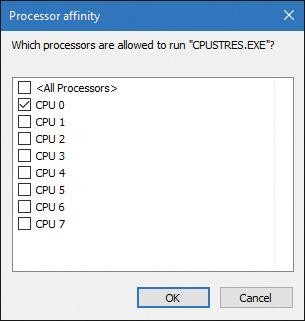 Processor affinity
Which processors are allowed to run "CPUSTRES.EXE"?
<All Processors>
CPU 0
CPU 1
CPU 2
CPU 3
CPU 4
CPU 5
CPU 6
CPU 7
OK
Cancel